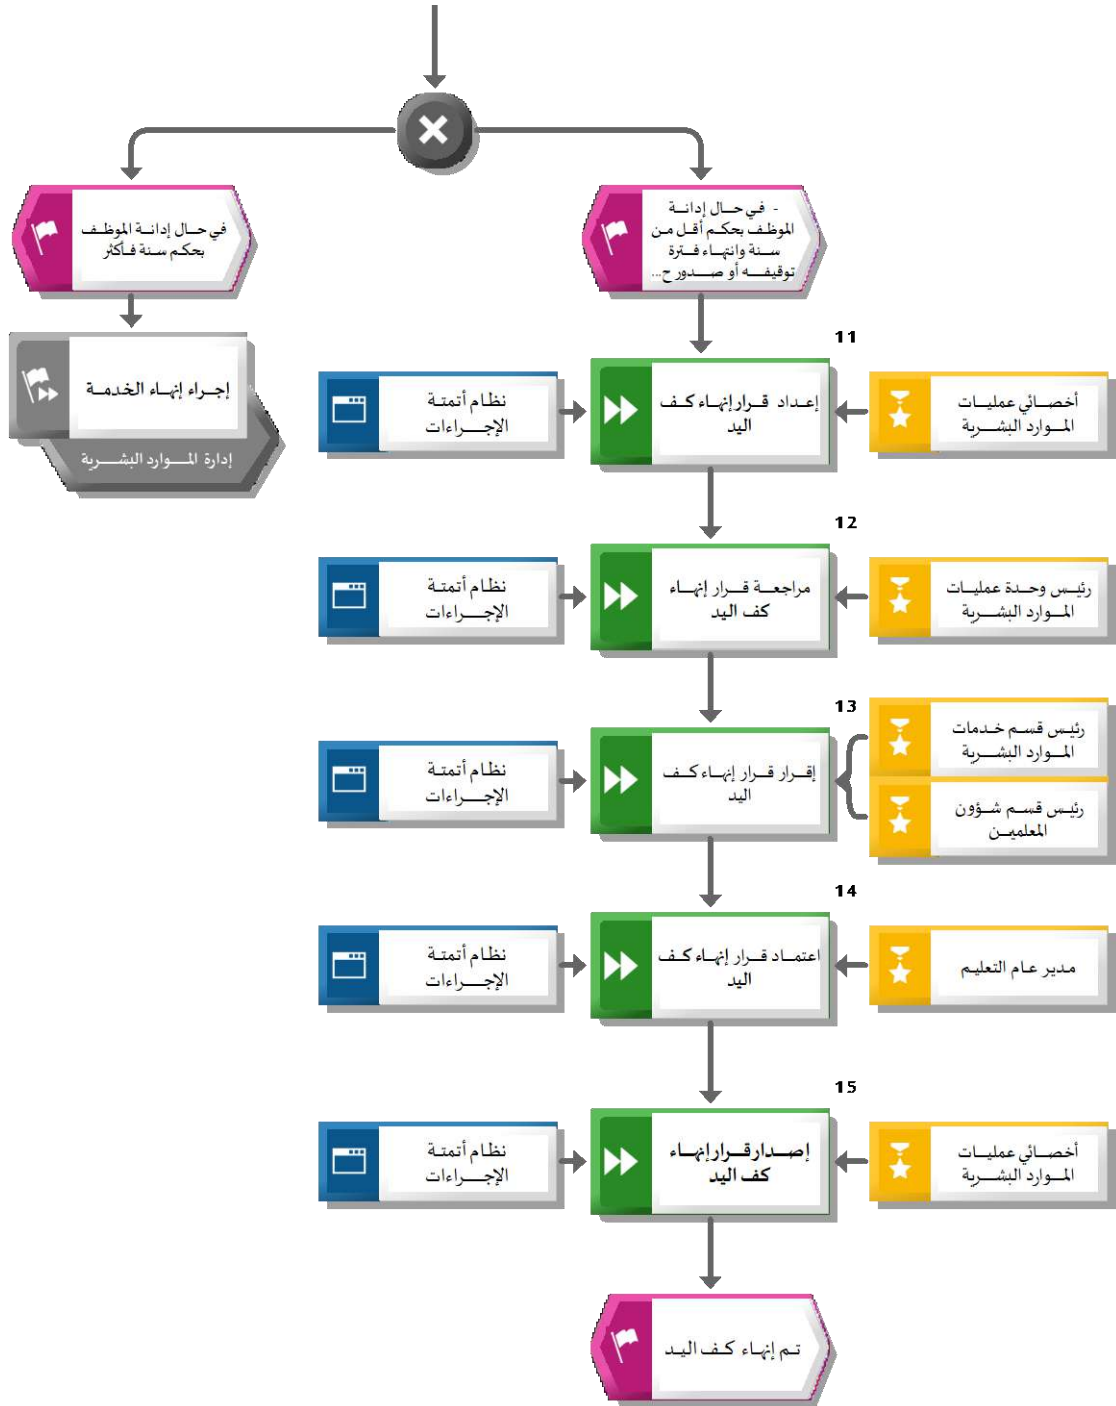 - في حال إدانة
الموظف بحكم أقل من
سنة وانتهاء فترة
توقيفه أو صدور ح...
في حال إدانة الموظف
بحكم سنة فأكثر
إجراء إنهاء الخدمة
إدارة الموارد البشرية
11
أخصائي عمليات
الموارد البشرية
إعداد قرار إنهاء كف
اليد
نظام أتمتة
الإجراءات
12
رئيس وحدة عمليات
الموارد البشرية
مراجعة قرار إنهاء
كف اليد
نظام أتمتة
الإجراءات
13
رئيس قسم خدمات
الموارد البشرية
رئيس قسم شؤون
المعلمين
إقرار قرار إنهاء كف
اليد
نظام أتمتة
الإجراءات
14
مدير عام التعليم
اعتماد قرار إنهاء كف
اليد
نظام أتمتة
الإجراءات
15
أخصائي عمليات
الموارد البشرية
إصدار قرار إنهاء
كف اليد
نظام أتمتة
الإجراءات
تم إنهاء كف اليد